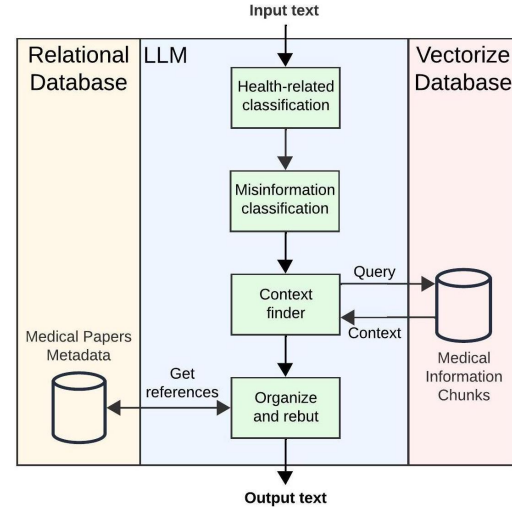 Input text
Relational
Database
LLM
Vectorize
Database
Health-related
classification
Misinformation
classification
Context
finder
Query
Context
Medical Papers
Metadata
Medical
Information
Chunks
Get
references
Organize
and rebut
Output text